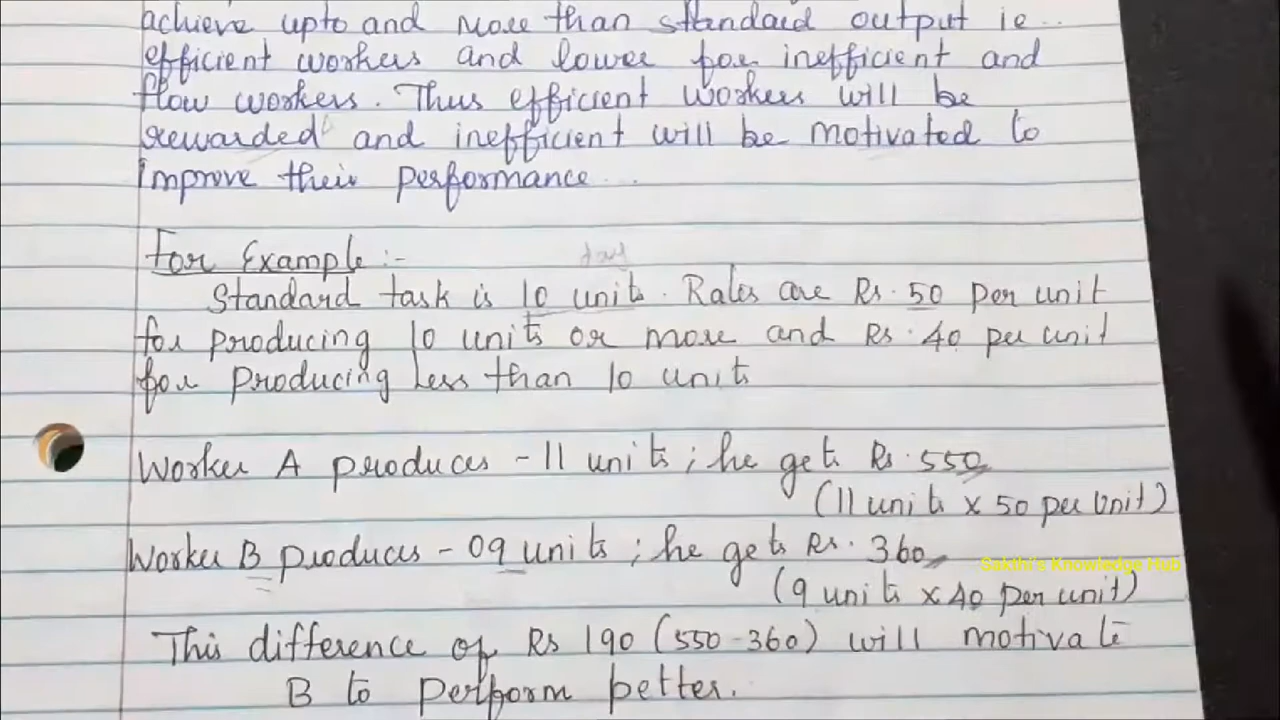 achieve upto and more than standard output ie..
efficient workers and lower for inefficient and
flow workers. Thus efficient workers will be
rewarded and inefficient will be motivated to
Improve their performance...
For Example :-
Standard task is 10 units. Rates are Rs. 50 per unit
for producing 10 units or more and Rs. 40 per unit
for producing less than 10 units
Worker A produces - 11 units ; he gets Rs. 550
(11 units x 50 per unit)
Worker B produces - 09 units ; he gets Rs. 360
Sakthi's Knowledge Hub
(9 units x 40 per unit)
This difference of Rs 190 (550-360) will motivate
B to perform better.